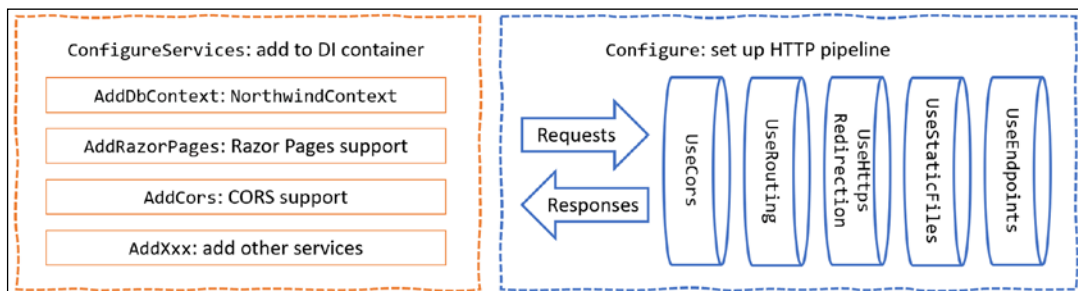 ConfigureServices: add to DI container
AddDbContext: NorthwindContext
AddRazorPages: Razor Pages support
AddCors: CORS support
AddXxx: add other services
Configure: set up HTTP pipeline
Requests
Responses
UseCors
UseRouting
UseHttps
Redirection
UseStaticFiles
UseEndpoints